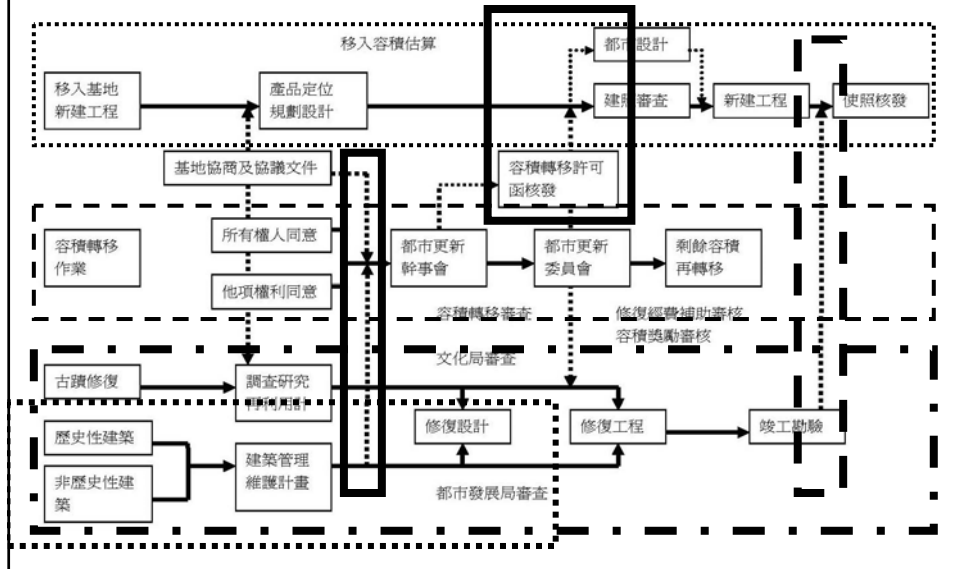 移入容積估算
都市設計
移入基地
新建工程
產品定位
規劃設計
建照審查
新建工程
使照核發
基地協商及協議文件
容積轉移許可
函核發
容積轉移
作業
所有權人同意
他項權利同意
都市更新
幹事會
都市更新
委員會
剩餘容積
再轉移
容積轉移審查
修復經費補助審核
容積獎勵審核
文化局審查
古蹟修復
調查研究
再利用計
修復設計
修復工程
竣工勘驗
歷史性建築
非歷史性建
築
建築管理
維護計畫
都市發展局審查